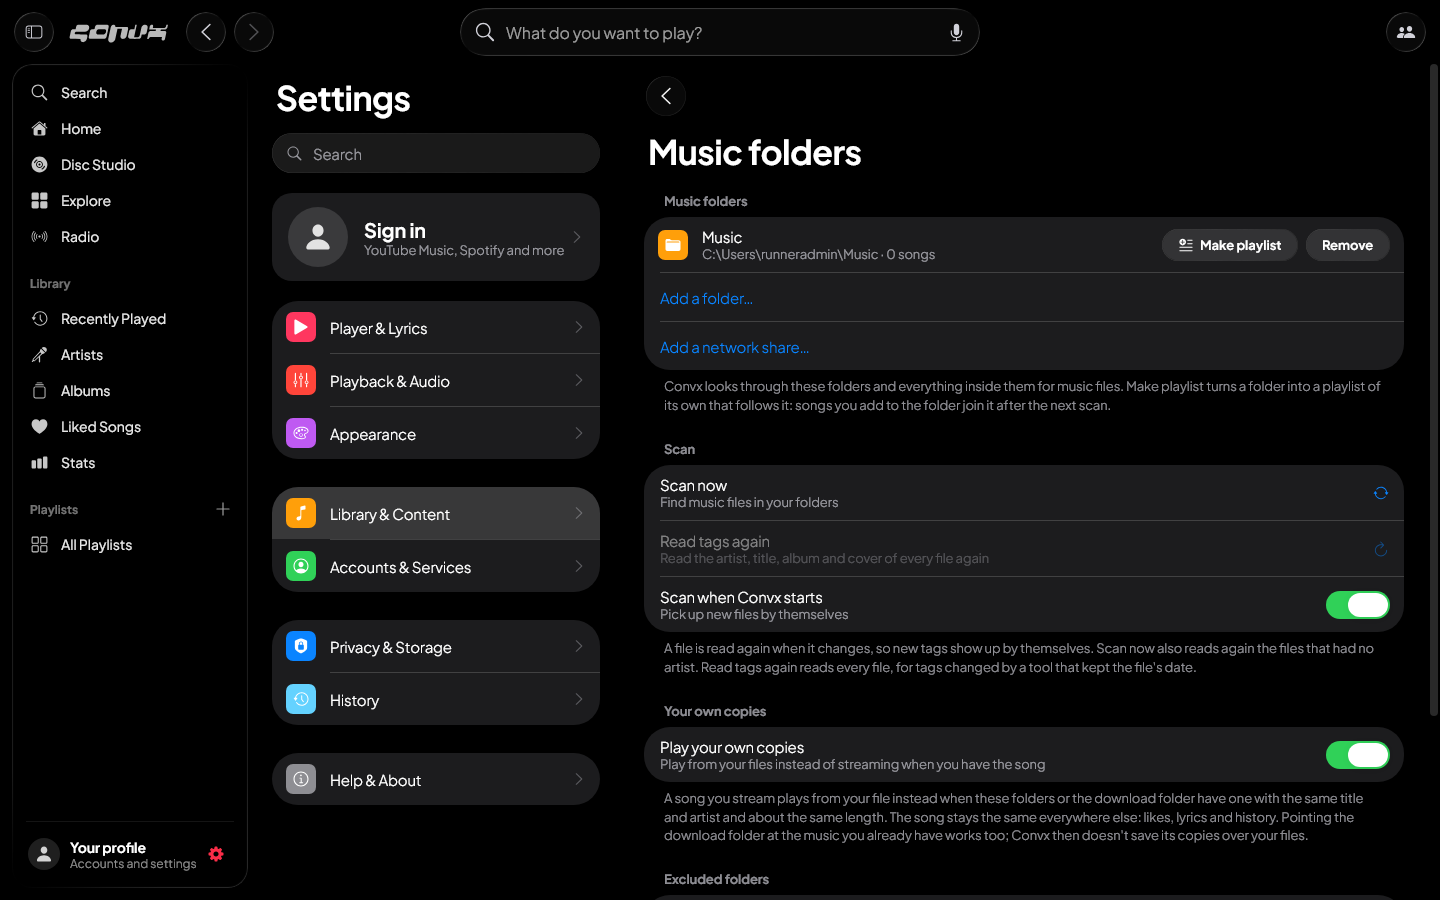 convx
What do you want to play?
Search
Home
Disc Studio
Explore
Radio
Library
Recently Played
Artists
Albums
Liked Songs
Stats
Playlists
All Playlists
Your profile
Accounts and settings
Settings
Search
Sign in
YouTube Music, Spotify and more
Player & Lyrics
Playback & Audio
Appearance
Library & Content
Accounts & Services
Privacy & Storage
History
Help & About
Music folders
Music folders
Music
C:\Users\runneradmin\Music · 0 songs
Make playlist
Remove
Add a folder...
Add a network share...
Convx looks through these folders and everything inside them for music files. Make playlist turns a folder into a playlist of
its own that follows it: songs you add to the folder join it after the next scan.
Scan
Scan now
Find music files in your folders
Read tags again
Read the artist, title, album and cover of every file again
Scan when Convx starts
Pick up new files by themselves
A file is read again when it changes, so new tags show up by themselves. Scan now also reads again the files that had no
artist. Read tags again reads every file, for tags changed by a tool that kept the file's date.
Your own copies
Play your own copies
Play from your files instead of streaming when you have the song
A song you stream plays from your file instead when these folders or the download folder have one with the same title
and artist and about the same length. The song stays the same everywhere else: likes, lyrics and history. Pointing the
download folder at the music you already have works too; Convx then doesn't save its copies over your files.
Excluded folders